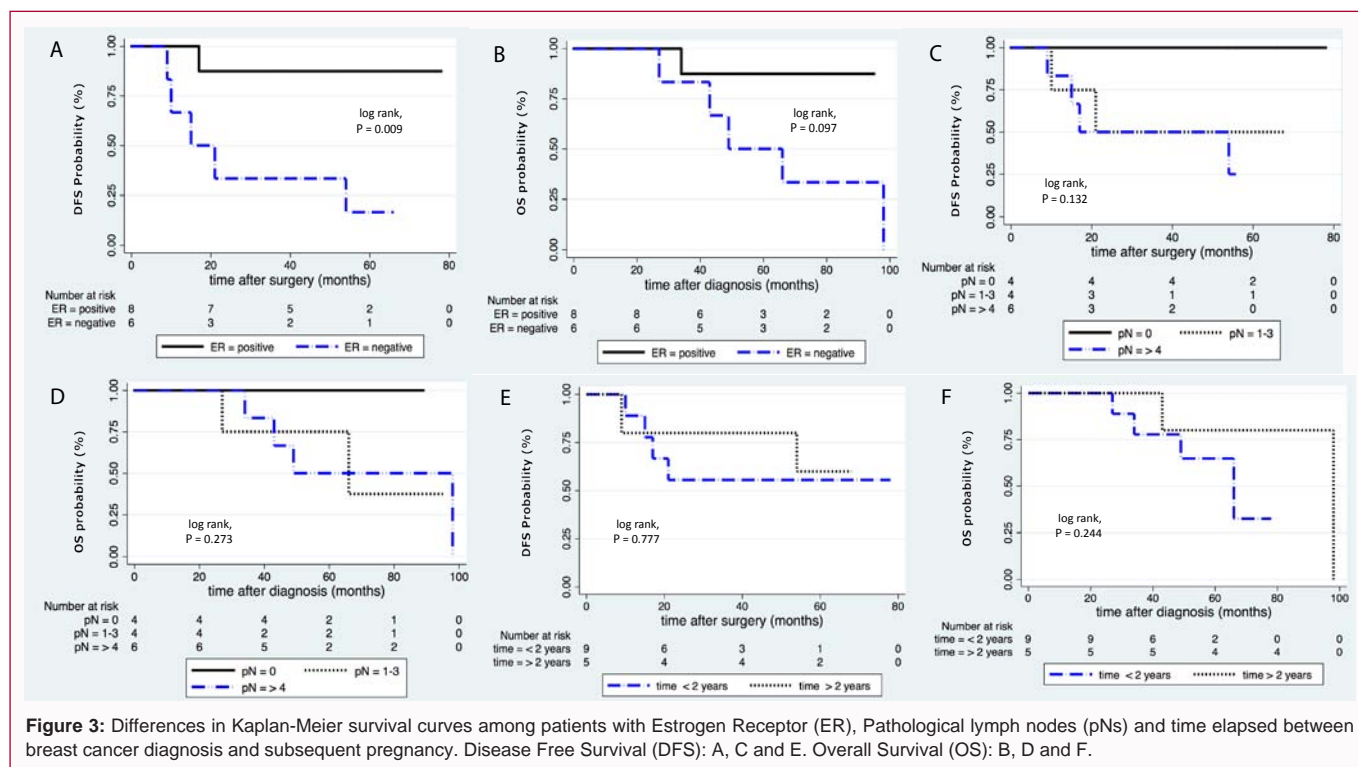 A
DFS Probability (%)
1.00
0.75
0.50
0.25
0.00
log rank,
P = 0.009
0 20 40 60 80
time after surgery (months)
Number at risk
ER = positive 8 7 5 2 0
ER = negative 6 3 2 1 0
ER = positive ER = negative
B
OS Probability (%)
1.00
0.75
0.50
0.25
0.00
log rank,
P = 0.097
0 20 40 60 80 100
time after diagnosis (months)
Number at risk
ER = positive 8 8 6 3 2 0
ER = negative 6 6 5 3 2 0
ER = positive ER = negative
C
DFS Probability (%)
1.00
0.75
0.50
0.25
0.00
log rank,
P = 0.132
0 20 40 60 80
time after surgery (months)
Number at risk
pN = 0 4 4 4 2 0
pN = 1-3 4 3 1 1 0
pN = > 4 6 3 2 0 0
pN = 0 pN = 1-3
pN = > 4
D
OS probability (%)
1.00
0.75
0.50
0.25
0.00
log rank,
P = 0.273
0 20 40 60 80 100
time after diagnosis (months)
Number at risk
pN = 0 4 4 4 2 1 0
pN = 1-3 4 4 2 2 1 0
pN = > 4 6 6 5 2 2 0
pN = 0 pN = 1-3
pN = > 4
E
DFS Probability (%)
1.00
0.75
0.50
0.25
0.00
log rank,
P = 0.777
0 20 40 60 80
time after surgery (months)
Number at risk
time = < 2 years 9 6 3 1 0
time = > 2 years 5 4 4 2 0
time < 2 years time > 2 years
F
OS probability (%)
1.00
0.75
0.50
0.25
0.00
log rank,
P = 0.244
0 20 40 60 80 100
time after diagnosis (months)
Number at risk
time = < 2 years 9 9 6 2 0 0
time = > 2 years 5 5 5 4 4 0
time < 2 years time > 2 years
Figure 3: Differences in Kaplan-Meier survival curves among patients with Estrogen Receptor (ER), Pathological lymph nodes (pNs) and time elapsed between
breast cancer diagnosis and subsequent pregnancy. Disease Free Survival (DFS): A, C and E. Overall Survival (OS): B, D and F.